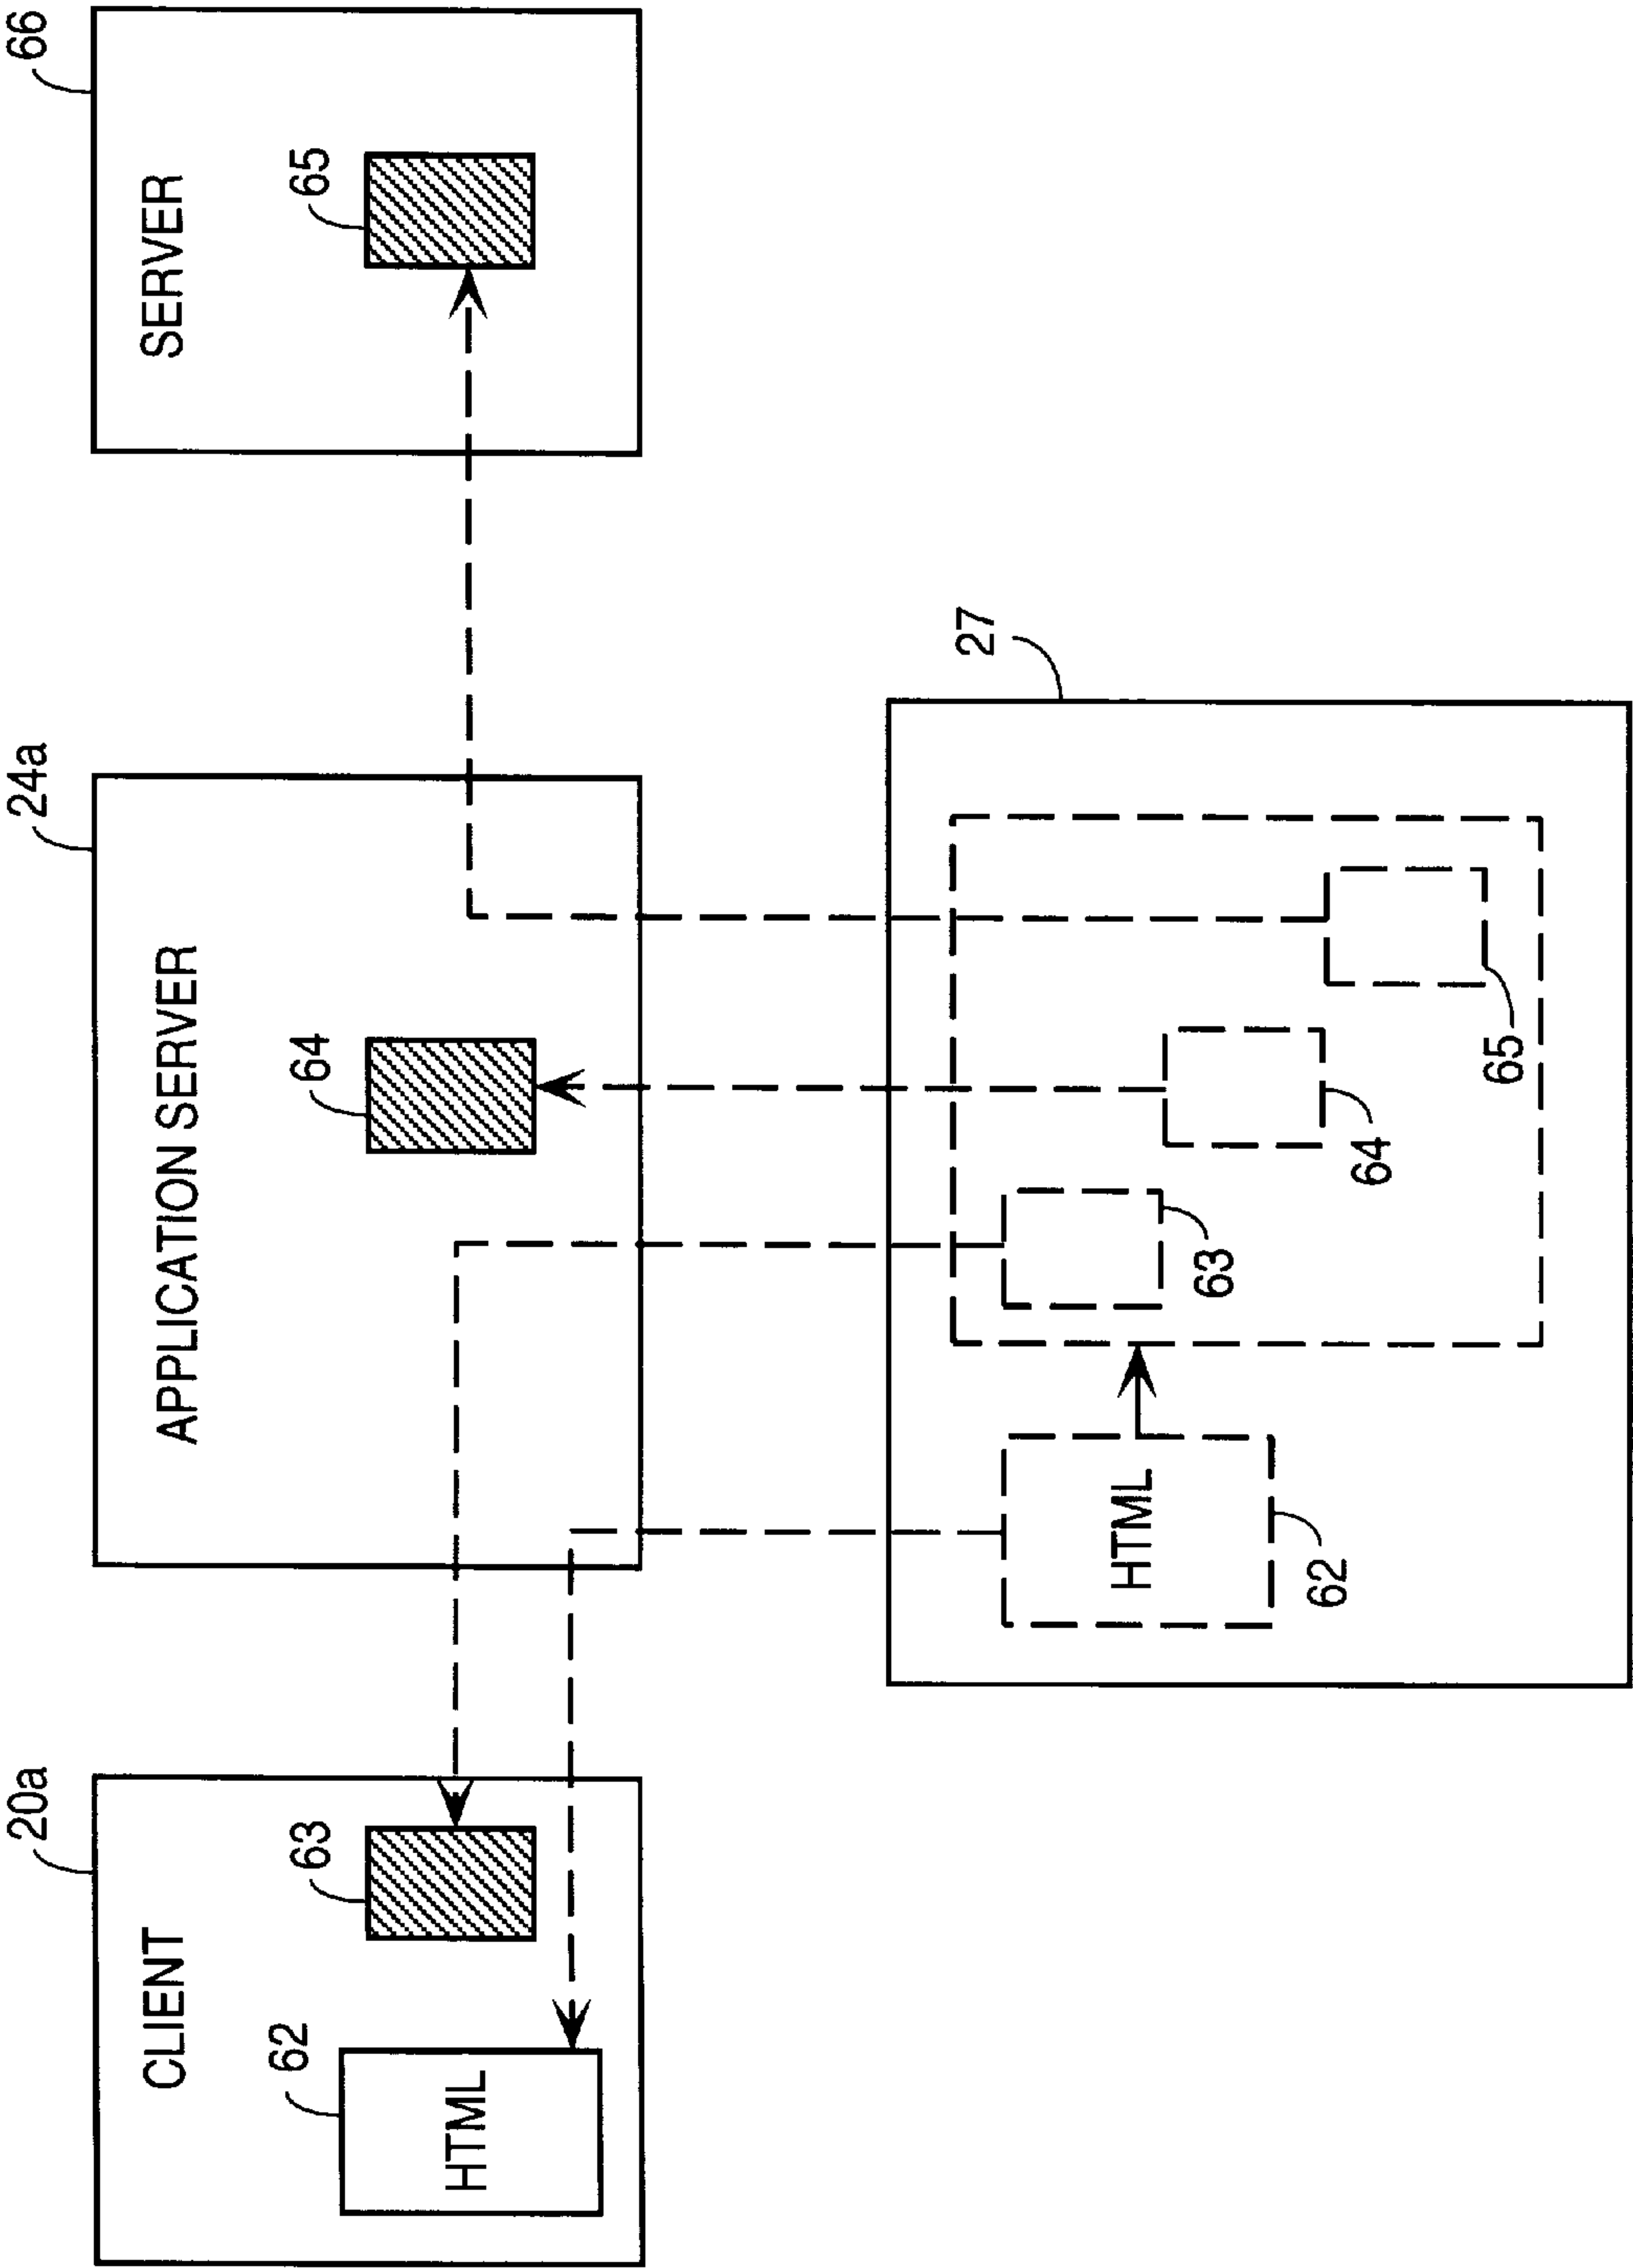 20a
CLIENT
62
HTML
63
24a
APPLICATION SERVER
64
66
SERVER
65
27
HTML
62
63
64
65